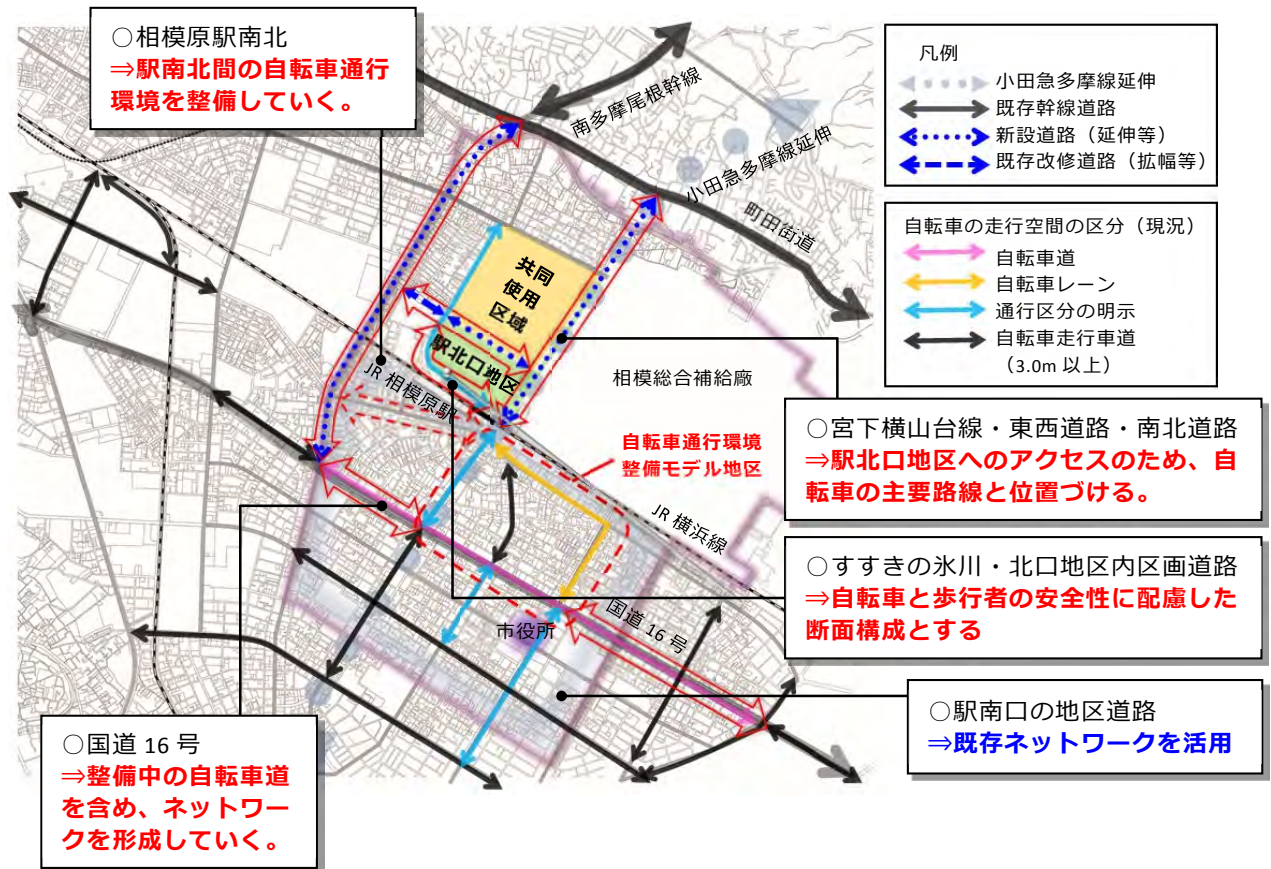 ○相模原駅南北
⇒駅南北間の自転車通行
環境を整備していく。
凡例
小田急多摩線延伸
既存幹線道路
新設道路（延伸等）
既存改修道路（拡幅等）
自転車の走行空間の区分（現況）
自転車道
自転車レーン
通行区分の明示
自転車走行車道
（3.0m 以上）
南多摩尾根幹線
小田急多摩線延伸
町田街道
共同
使用
区域
駅北口地区
JR 相模原駅
相模総合補給廠
自転車通行環境
整備モデル地区
JR 横浜線
国道 16 号
市役所
○宮下横山台線・東西道路・南北道路
⇒駅北口地区へのアクセスのため、自
転車の主要路線と位置づける。
○すすきの氷川・北口地区内区画道路
⇒自転車と歩行者の安全性に配慮した
断面構成とする
○駅南口の地区道路
⇒既存ネットワークを活用
○国道 16 号
⇒整備中の自転車道
を含め、ネットワー
クを形成していく。